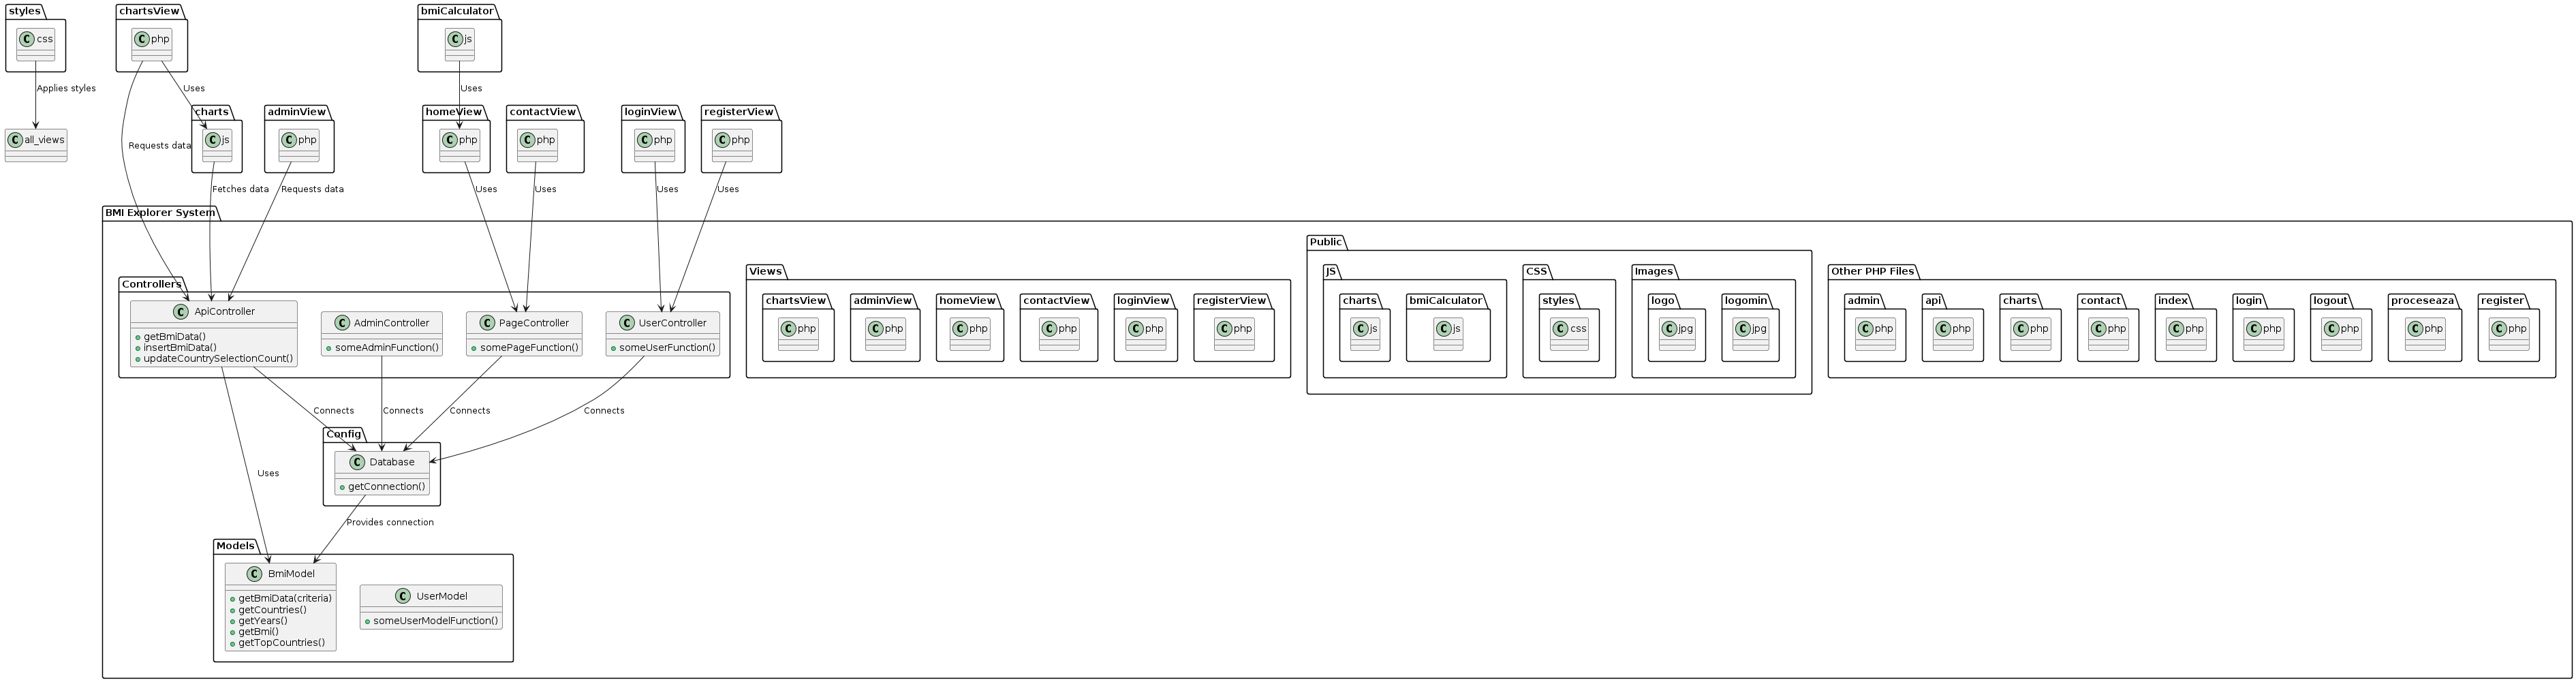 styles
chartsView
bmiCalculator
C css
C php
C js
Applies styles
Uses
Uses
charts
adminView
homeView
contactView
loginView
registerView
C all_views
Requests data
C js
C php
C php
C php
C php
C php
Fetches data
Requests data
Uses
Uses
Uses
Uses
BMI Explorer System
Public
Controllers
Views
JS
CSS
Images
Other PHP Files
chartsView
adminView
homeView
contactView
loginView
registerView
charts
bmiCalculator
styles
logo
logomin
admin
api
charts
contact
index
login
logout
proceseaza
register
C php
C php
C php
C php
C php
C php
C js
C js
C css
C jpg
C jpg
C php
C php
C php
C php
C php
C php
C php
C php
C php
C ApiController
getBmiData()
insertBmiData()
updateCountrySelectionCount()
C AdminController
someAdminFunction()
C PageController
somePageFunction()
C UserController
someUserFunction()
Connects
Connects
Connects
Connects
Config
C Database
getConnection()
Uses
Provides connection
Models
C BmiModel
getBmiData(criteria)
getCountries()
getYears()
getBmi()
getTopCountries()
C UserModel
someUserModelFunction()